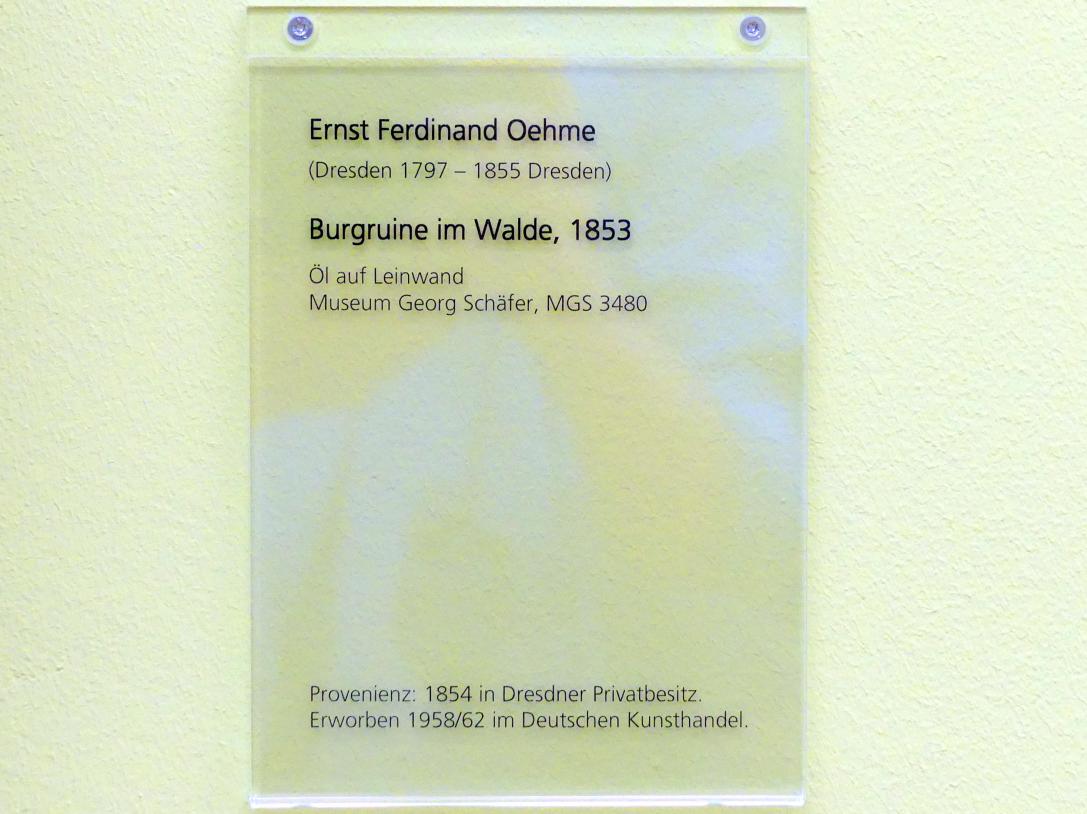 Ernst Ferdinand Oehme
(Dresden 1797 – 1855 Dresden)
Burgruine im Walde, 1853
Öl auf Leinwand
Museum Georg Schäfer, MGS 3480
Provenienz: 1854 in Dresdner Privatbesitz.
Erworben 1958/62 im Deutschen Kunsthandel.